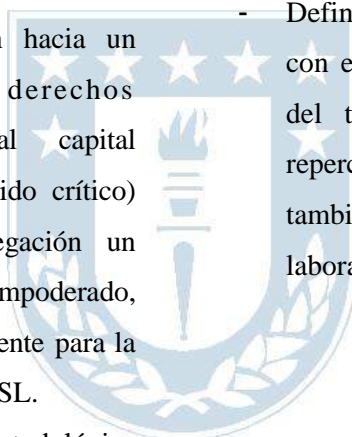 hacia un
derechos
al capital
ido crítico)
egación un
mpoderado,
ente para la
SL.
Defin
con e
del t
reperc
tambi
labora